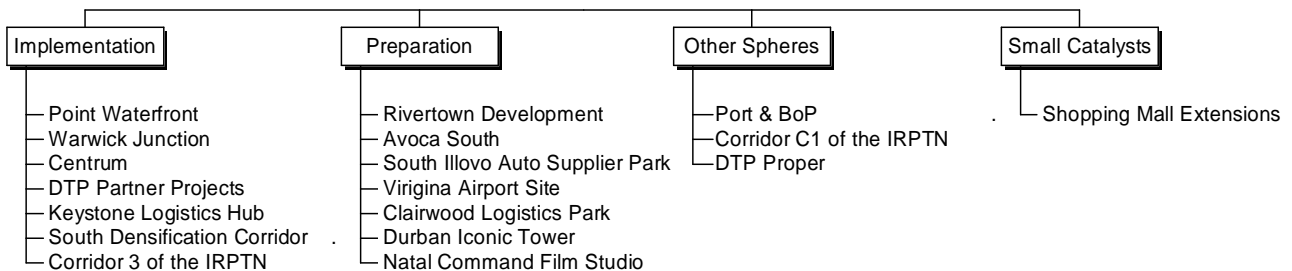 Implementation
Preparation
Other Spheres
Small Catalysts
Point Waterfront
Warwick Junction
Centrum
DTP Partner Projects
Keystone Logistics Hub
South Densification Corridor .
Corridor 3 of the IRPTN
Rivertown Development
Avoca South
South Illovo Auto Supplier Park
Virigina Airport Site
Clairwood Logistics Park
Durban Iconic Tower
Natal Command Film Studio
Port & BoP .
Corridor C1 of the IRPTN
DTP Proper
Shopping Mall Extensions